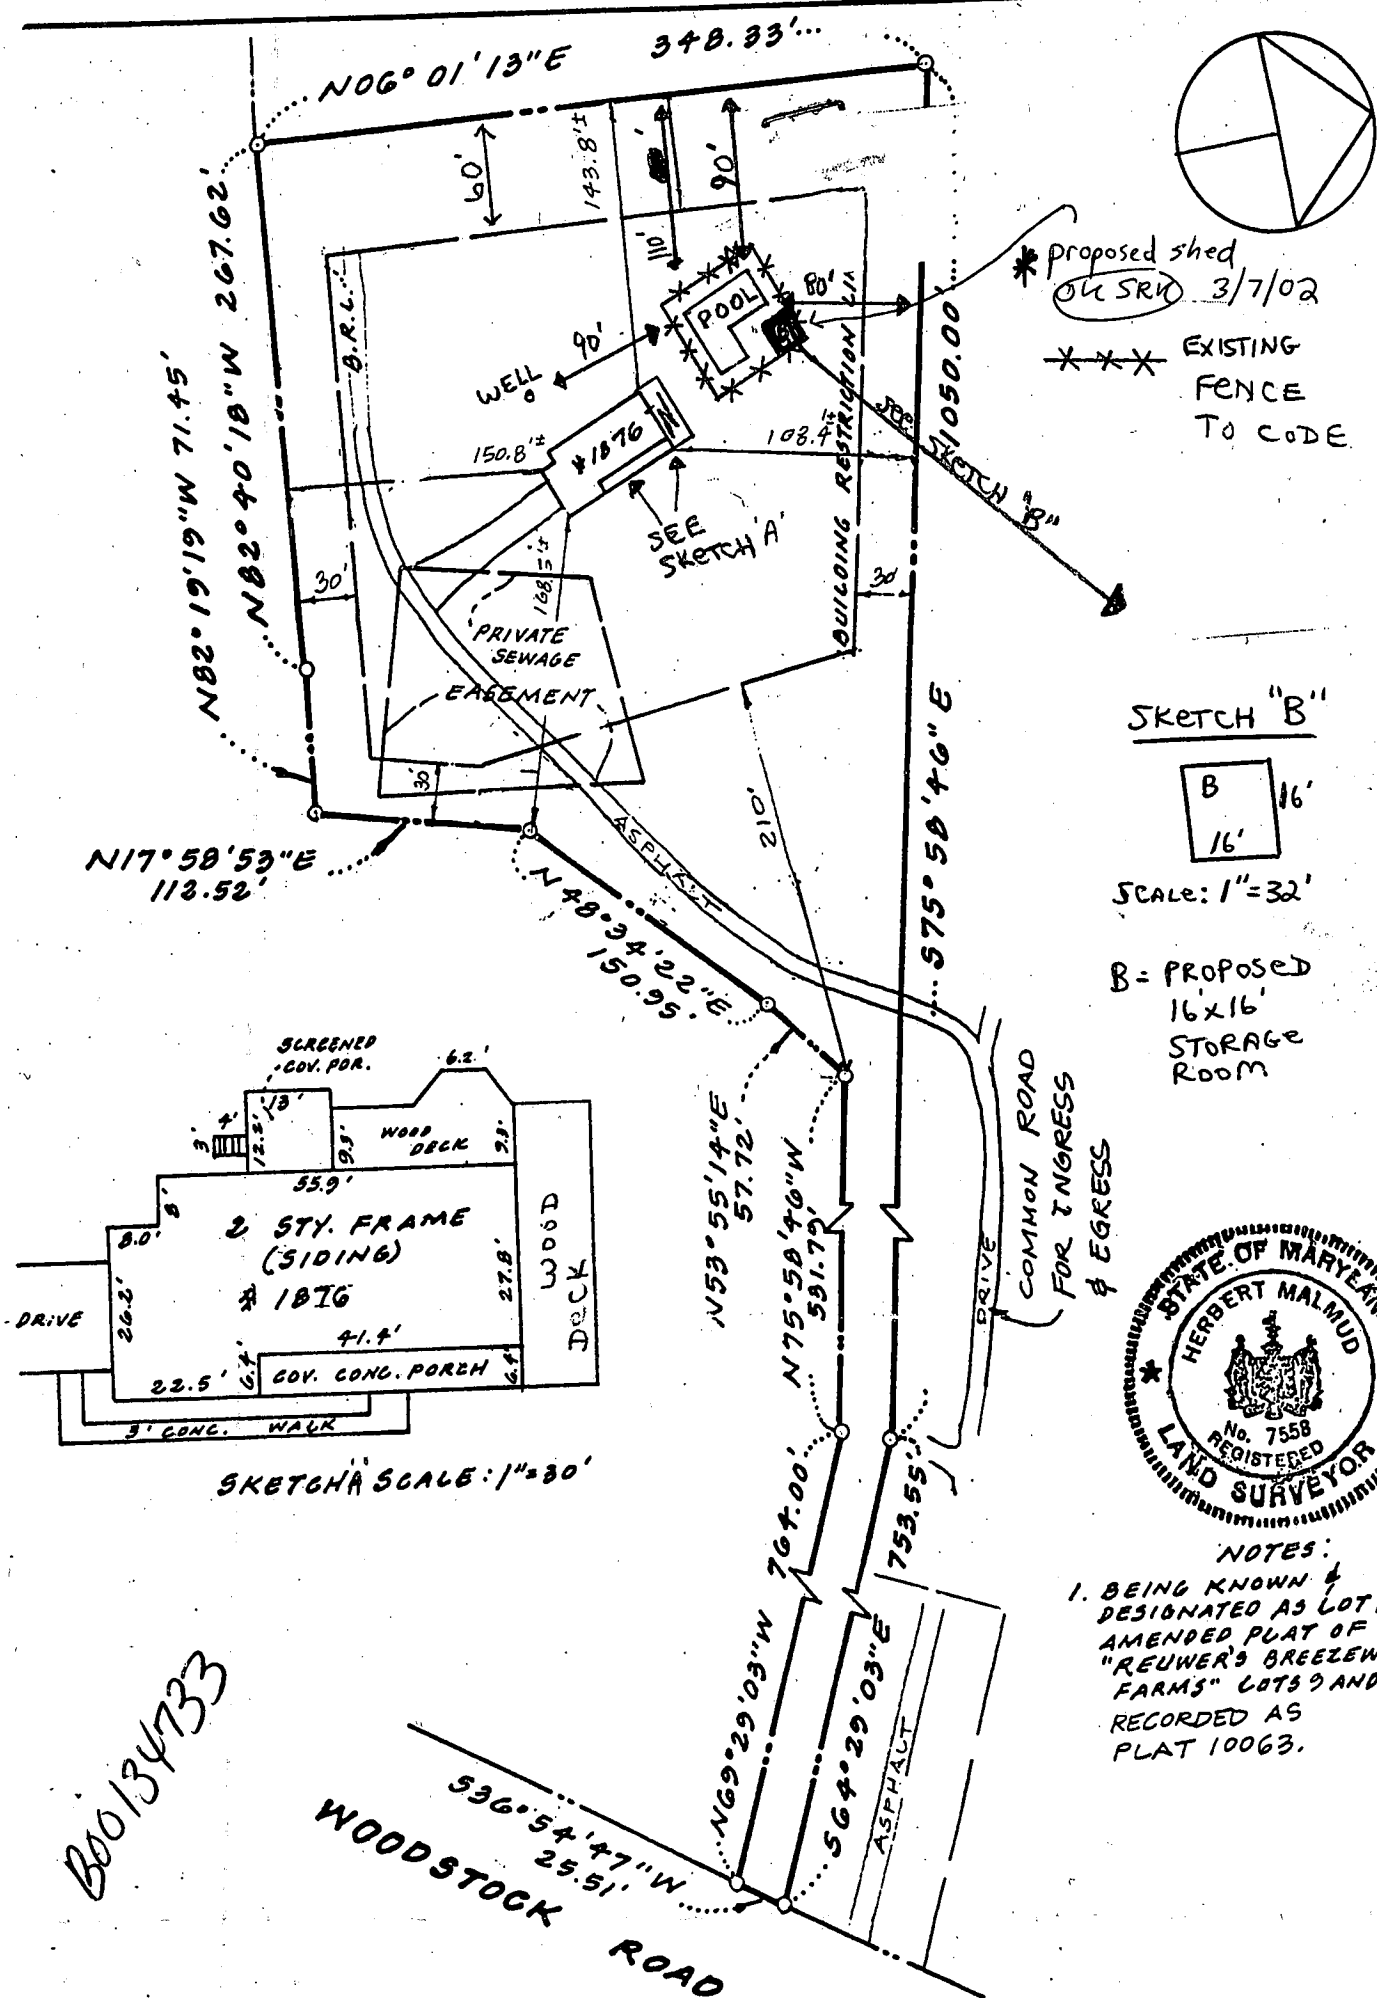 N06° 01' 13"E 348.33'
N82° 40' 18"W 267.62'
N82° 19' 19"W 71.45'
60'
143.8'±
110'
90'
B.R.L.
* proposed shed
OK SRK 3/7/02
x x x EXISTING
FENCE
TO CODE
POOL
80'
90'
WELL
150.8'±
#1876
108.4'±
SEE
SKETCH 'A'
BUILDING RESTRICTION LIN
1050.00'
S75° 58' 46" E
SEE SKETCH "B"
30'
30'
168.5'±
PRIVATE
SEWAGE
EASEMENT
30'
210'
ASPHALT
N17° 58' 53"E
112.52'
N48° 34' 22"E
150.95'
SKETCH "B"
B
16'
16'
SCALE: 1"=32'
B= PROPOSED
16'x16'
STORAGE
ROOM
N53° 55' 14"E
57.72'
N75° 58' 46"W
531.79'
COMMON ROAD
FOR INGRESS
& EGRESS
DRIVE
SCREENED
COV. POR.
6.2'
4'
3'
13'
12.2'
9.3'
WOOD
DECK
9.3'
8'
55.9'
8.0'
2 STY. FRAME
(SIDING)
# 1876
26.2'
27.8'
WOOD
DECK
DRIVE
41.4'
22.5'
6.4'
COV. CONC. PORCH
6.4'
3' CONC. WALK
SKETCH 'A' SCALE: 1"=30'
STATE OF MARYLAN
HERBERT MALMUD
No. 7558
REGISTERED
LAND SURVEYOR
NOTES:
1. BEING KNOWN &
DESIGNATED AS LOT
AMENDED PLAT OF
"REUWER'S BREEZEW
FARMS" LOTS 9 AND
RECORDED AS
PLAT 10063.
764.00'
N69° 29' 03"W
753.55'
S64° 29' 03"E
ASPHALT
S36° 54' 47"W
25.51'
WOODSTOCK ROAD
B00134733